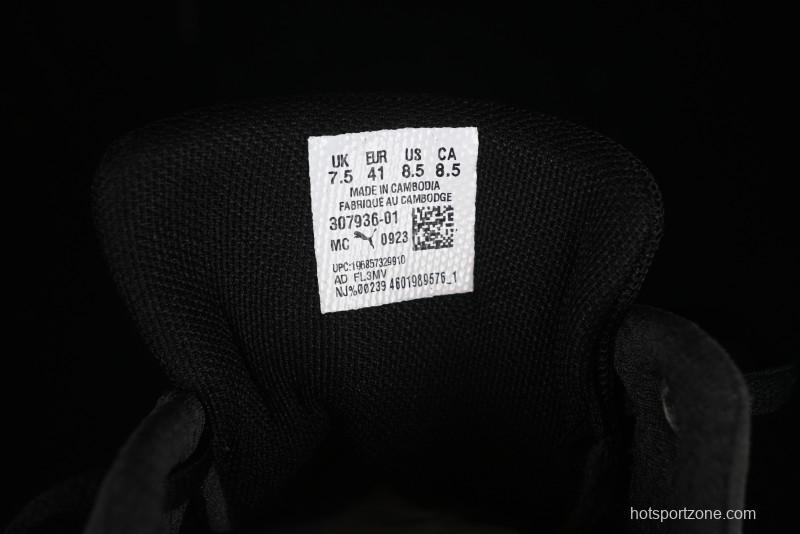 UK EUR US CA
7.5 41 8.5 8.5
MADE IN CAMBODIA
FABRIQUE AU CAMBODGE
307936-01
MC 0923
UPC:196857329910
AD FL3MV
NJ%00239 4601989576_1
hotsportzone.com